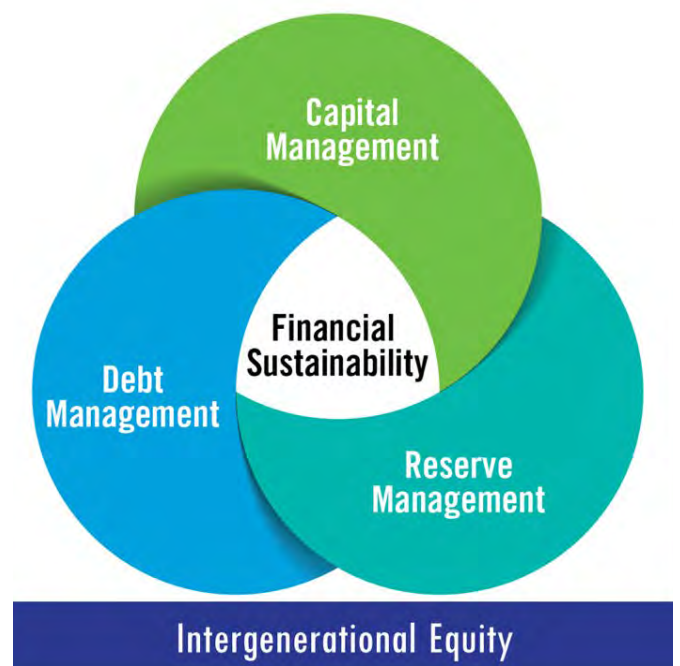 Capital
Management
Financial
Sustainability
Debt
Management
Reserve
Management
Intergenerational Equity